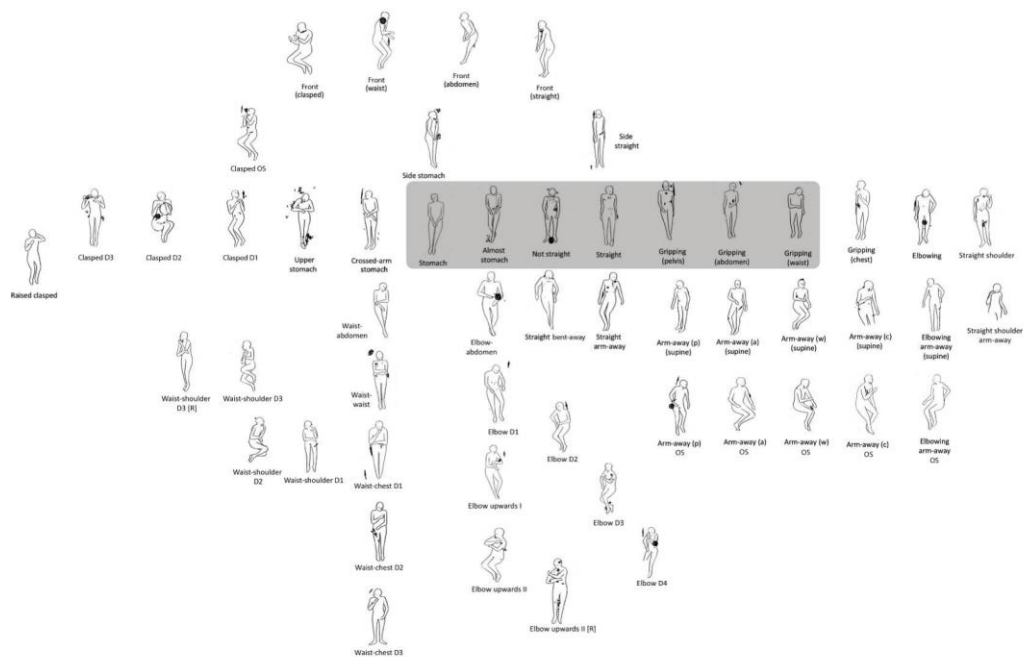 Front
(clasped)
Front
(waist)
Front
(abdomen)
Front
(straight)
Clasped OS
Side stomach
Side
straight
Raised clasped
Clasped D3
Clasped D2
Clasped D1
Upper
stomach
Crossed-arm
stomach
Stomach
Almost
stomach
Not straight
Straight
Gripping
(pelvis)
Gripping
(abdomen)
Gripping
(waist)
Gripping
(chest)
Elbowing
Straight shoulder
Waist-
abdomen
Elbow-
abdomen
Straight bent-away
Straight
arm-away
Arm-away (p)
(supine)
Arm-away (a)
(supine)
Arm-away (w)
(supine)
Arm-away (c)
(supine)
Elbowing
arm-away
(supine)
Straight shoulder
arm-away
Waist-shoulder
D3 [R]
Waist-shoulder D3
Waist-
waist
Elbow D1
Elbow D2
Arm-away (p)
OS
Arm-away (a)
OS
Arm-away (w)
OS
Arm-away (c)
OS
Elbowing
arm-away
OS
Waist-shoulder
D2
Waist-shoulder D1
Waist-chest D1
Elbow upwards I
Elbow D3
Waist-chest D2
Elbow upwards II
Elbow D4
Elbow upwards II [R]
Waist-chest D3